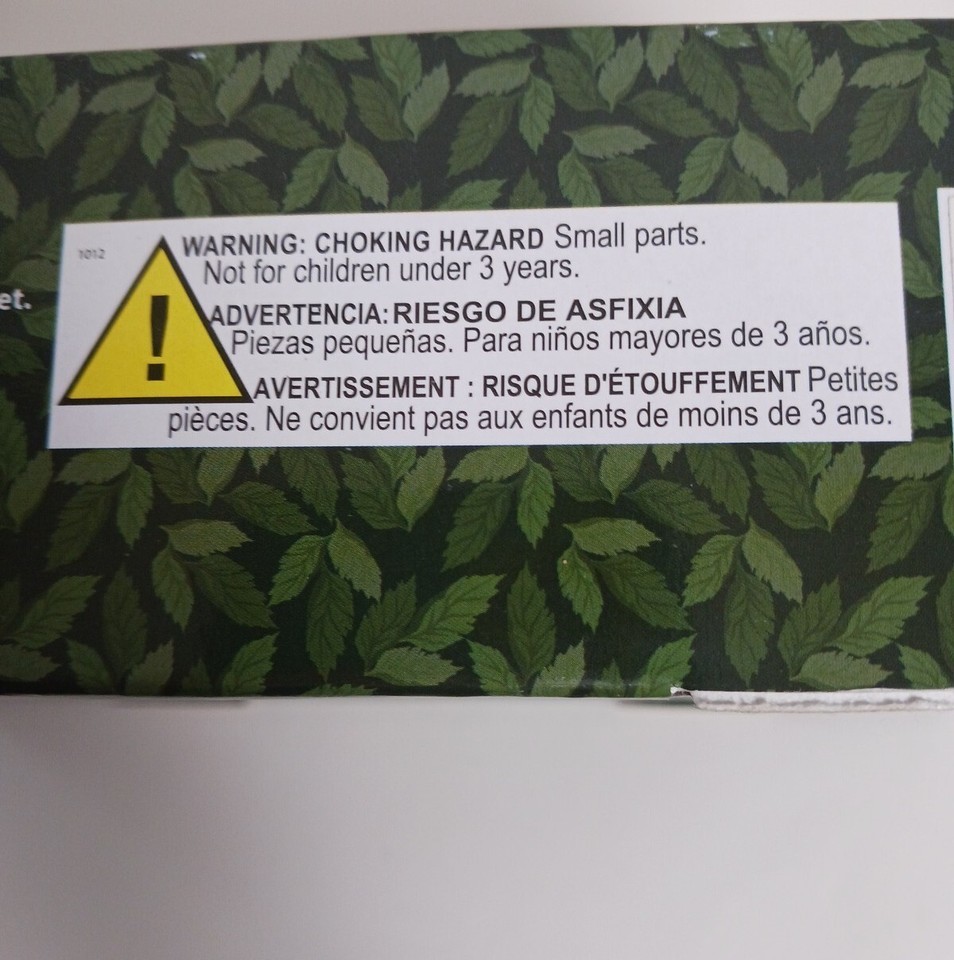 et.
1012
WARNING: CHOKING HAZARD Small parts.
Not for children under 3 years.
ADVERTENCIA: RIESGO DE ASFIXIA
Piezas pequeñas. Para niños mayores de 3 años.
AVERTISSEMENT : RISQUE D'ÉTOUFFEMENT Petites
pièces. Ne convient pas aux enfants de moins de 3 ans.